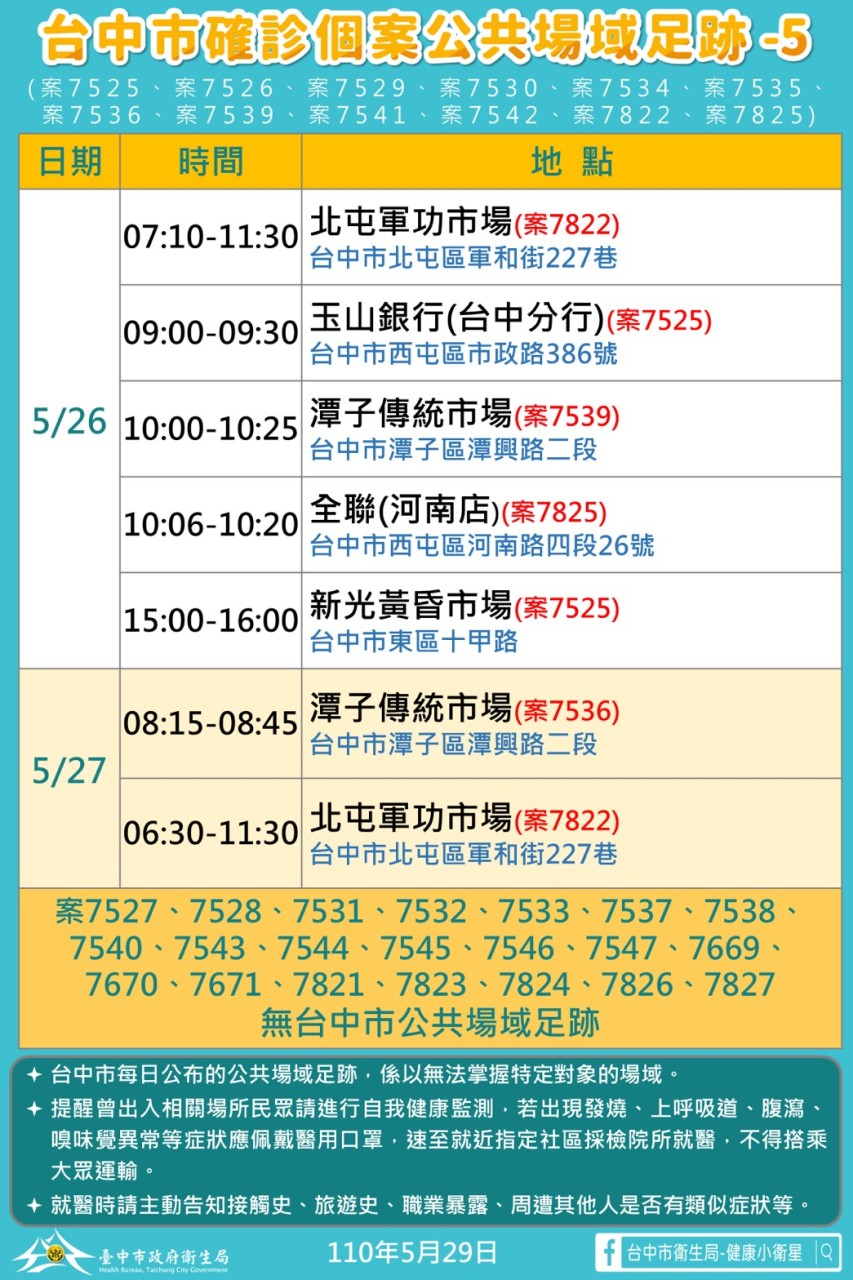 台中市確診個案公共場域足跡-5
(案7525、案7526、案7529、案7530、案7534、案7535、
案7536、案7539、案7541、案7542、案7822、案7825)
日期 時間 地點
5/26
07:10-11:30
北屯軍功市場(案7822)
台中市北屯區軍和街227巷
09:00-09:30
玉山銀行(台中分行)(案7525)
台中市西屯區市政路386號
10:00-10:25
潭子傳統市場(案7539)
台中市潭子區潭興路二段
10:06-10:20
全聯(河南店)(案7825)
台中市西屯區河南路四段26號
15:00-16:00
新光黃昏市場(案7525)
台中市東區十甲路
5/27
08:15-08:45
潭子傳統市場(案7536)
台中市潭子區潭興路二段
06:30-11:30
北屯軍功市場(案7822)
台中市北屯區軍和街227巷
案7527、7528、7531、7532、7533、7537、7538、
7540、7543、7544、7545、7546、7547、7669、
7670、7671、7821、7823、7824、7826、7827
無台中市公共場域足跡
台中市每日公布的公共場域足跡，係以無法掌握特定對象的場域。
提醒曾出入相關場所民眾請進行自我健康監測，若出現發燒、上呼吸道、腹瀉、
嗅味覺異常等症狀應佩戴醫用口罩，速至就近指定社區採檢院所就醫，不得搭乘
大眾運輸。
就醫時請主動告知接觸史、旅遊史、職業暴露、周遭其他人是否有類似症狀等。
臺中市政府衛生局
Health Bureau, Taichung City Government
110年5月29日
台中市衛生局-健康小衛星